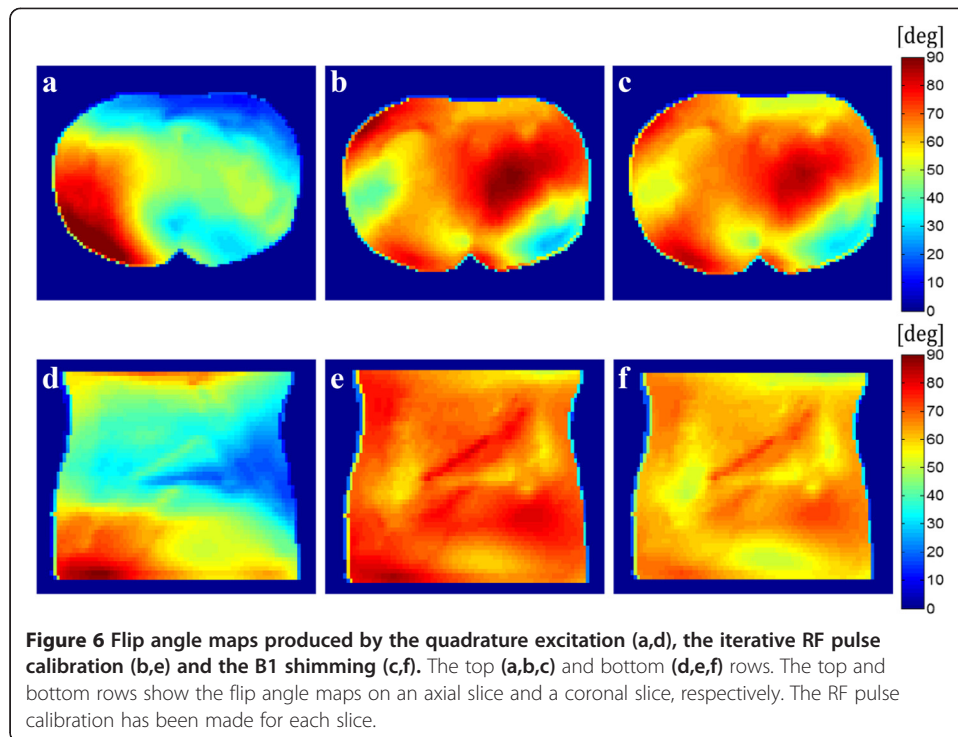 [deg]
a
b
c
90
80
70
60
50
40
30
20
10
0
[deg]
d
e
f
90
80
70
60
50
40
30
20
10
0
Figure 6 Flip angle maps produced by the quadrature excitation (a,d), the iterative RF pulse
calibration (b,e) and the B1 shimming (c,f). The top (a,b,c) and bottom (d,e,f) rows. The top and
bottom rows show the flip angle maps on an axial slice and a coronal slice, respectively. The RF pulse
calibration has been made for each slice.